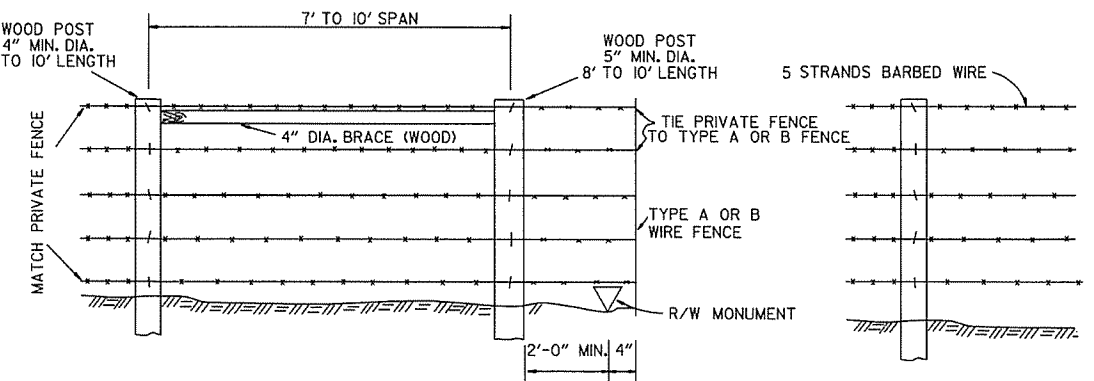 7' TO 10' SPAN
WOOD POST
4" MIN. DIA.
TO 10' LENGTH
WOOD POST
5" MIN. DIA.
8' TO 10' LENGTH
5 STRANDS BARBED WIRE
MATCH PRIVATE FENCE
4" DIA. BRACE (WOOD)
TIE PRIVATE FENCE
TO TYPE A OR B FENCE
TYPE A OR B
WIRE FENCE
R/W MONUMENT
2'-0" MIN. 4"